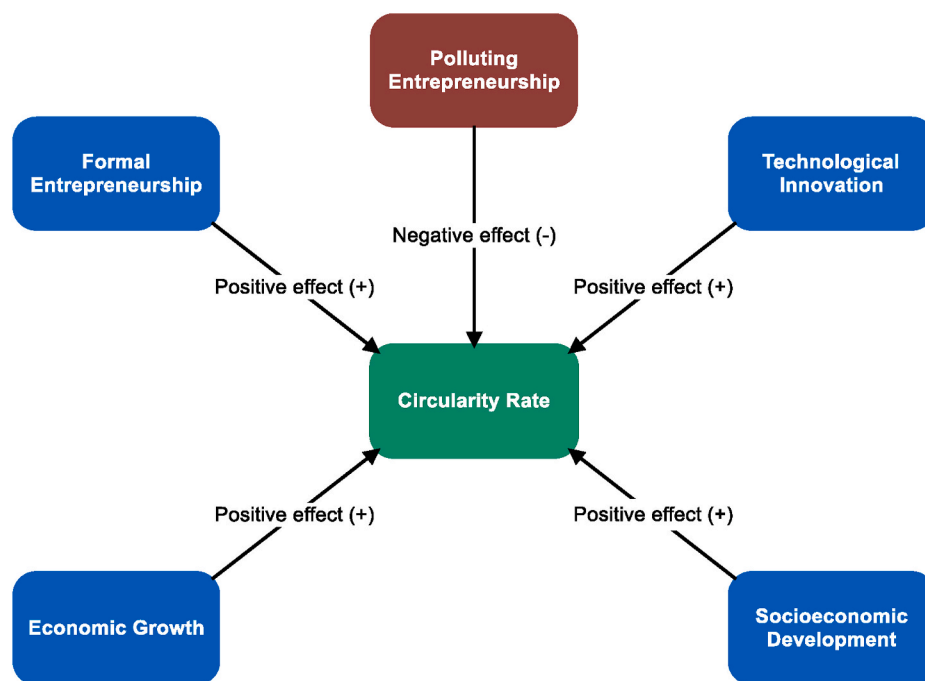 Polluting
Entrepreneurship
Formal
Entrepreneurship
Technological
Innovation
Negative effect (-)
Positive effect (+)
Positive effect (+)
Circularity Rate
Positive effect (+)
Positive effect (+)
Economic Growth
Socioeconomic
Development